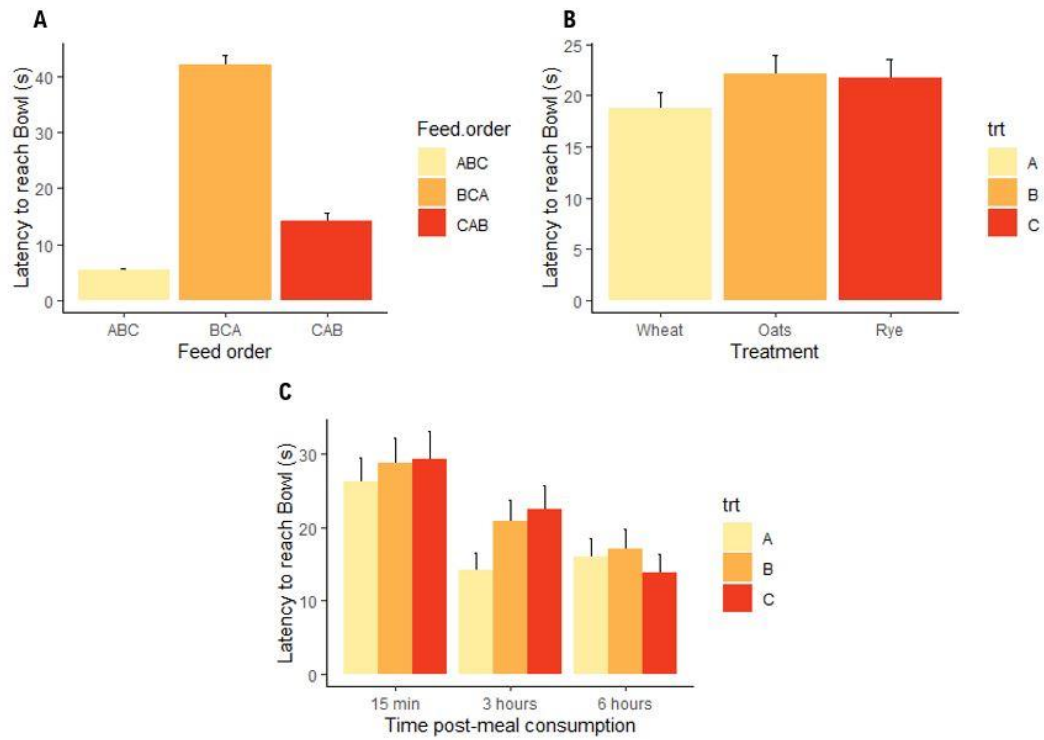 A
Latency to reach Bowl (s)
40
30
20
10
0
ABC BCA CAB
Feed order
Feed.order
ABC
BCA
CAB
B
Latency to reach Bowl (s)
25
20
15
10
5
0
Wheat Oats Rye
Treatment
trt
A
B
C
C
Latency to reach Bowl (s)
30
20
10
0
15 min 3 hours 6 hours
Time post-meal consumption
trt
A
B
C